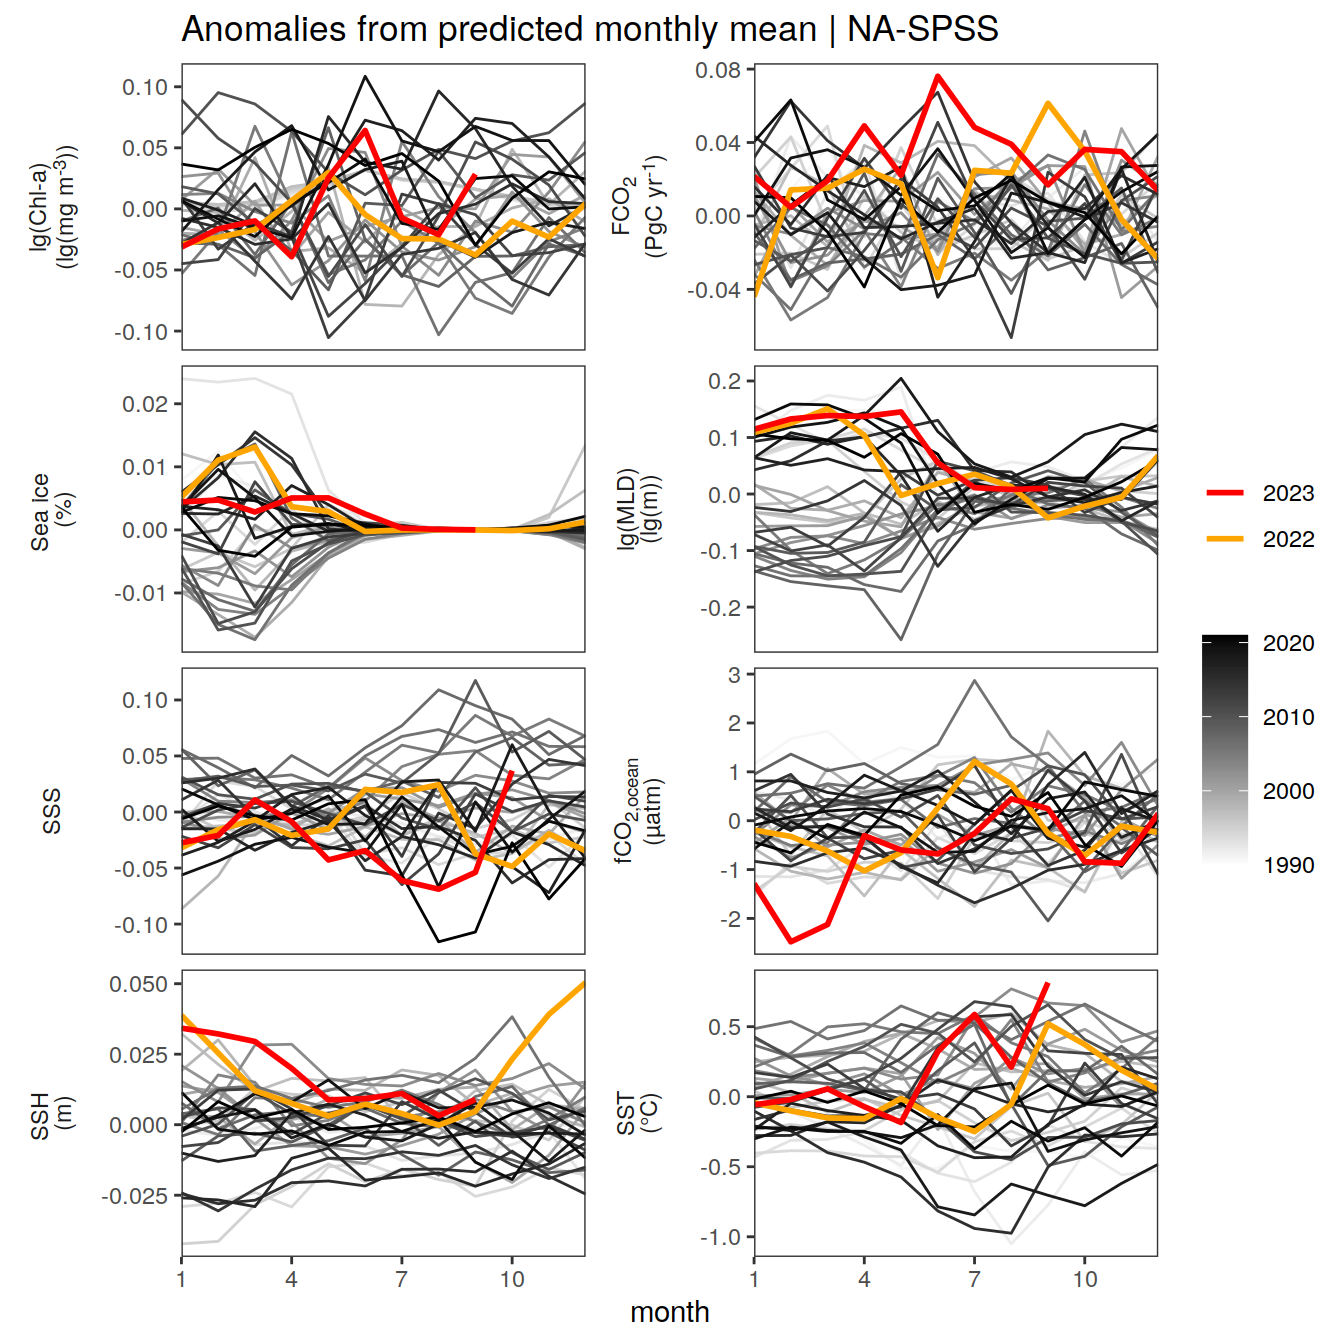 Anomalies from predicted monthly mean | NA-SPSS
lg(Chl-a)
(lg(mg m⁻³))
0.10
0.05
0.00
-0.05
-0.10
FCO₂
(PgC yr⁻¹)
0.08
0.04
0.00
-0.04
Sea ice
(%)
0.02
0.01
0.00
-0.01
lg(MLD)
(lg(m))
0.2
0.1
0.0
-0.1
-0.2
SSS
0.10
0.05
0.00
-0.05
-0.10
fCO₂,ocean
(µatm)
3
2
1
0
-1
-2
SSH
(m)
0.050
0.025
0.000
-0.025
1 4 7 10
SST
(°C)
0.5
0.0
-0.5
-1.0
1 4 7 10
month
2023
2022
2020
2010
2000
1990